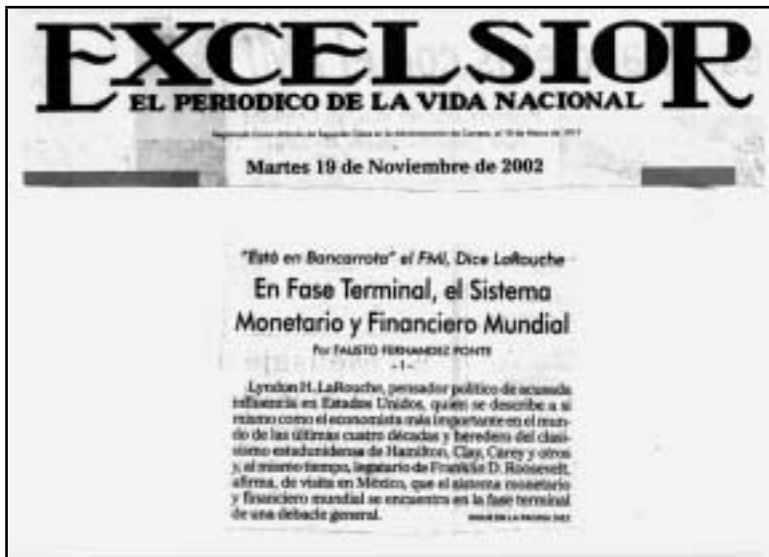 EXCELSIOR
EL PERIODICO DE LA VIDA NACIONAL
Martes 19 de Noviembre de 2002
"Está en Bancarrota" el FMI, Dice LaRouche
En Fase Terminal, el Sistema
Monetario y Financiero Mundial
Por FAUSTO FERNANDEZ PONTE
- 1 -
Lyndon H. LaRouche, pensador político de acusada
influencia en Estados Unidos, quien se describe a sí
mismo como el economista más importante en el mun-
do de las últimas cuatro décadas y heredero del clasi-
cismo estadunidense de Hamilton, Clay, Carey y otros
y, al mismo tiempo, legatario de Franklin D. Roosevelt,
afirma, de visita en México, que el sistema monetario
y financiero mundial se encuentra en la fase terminal
de una debacle general. SIGUE EN LA PAGINA DIEZ